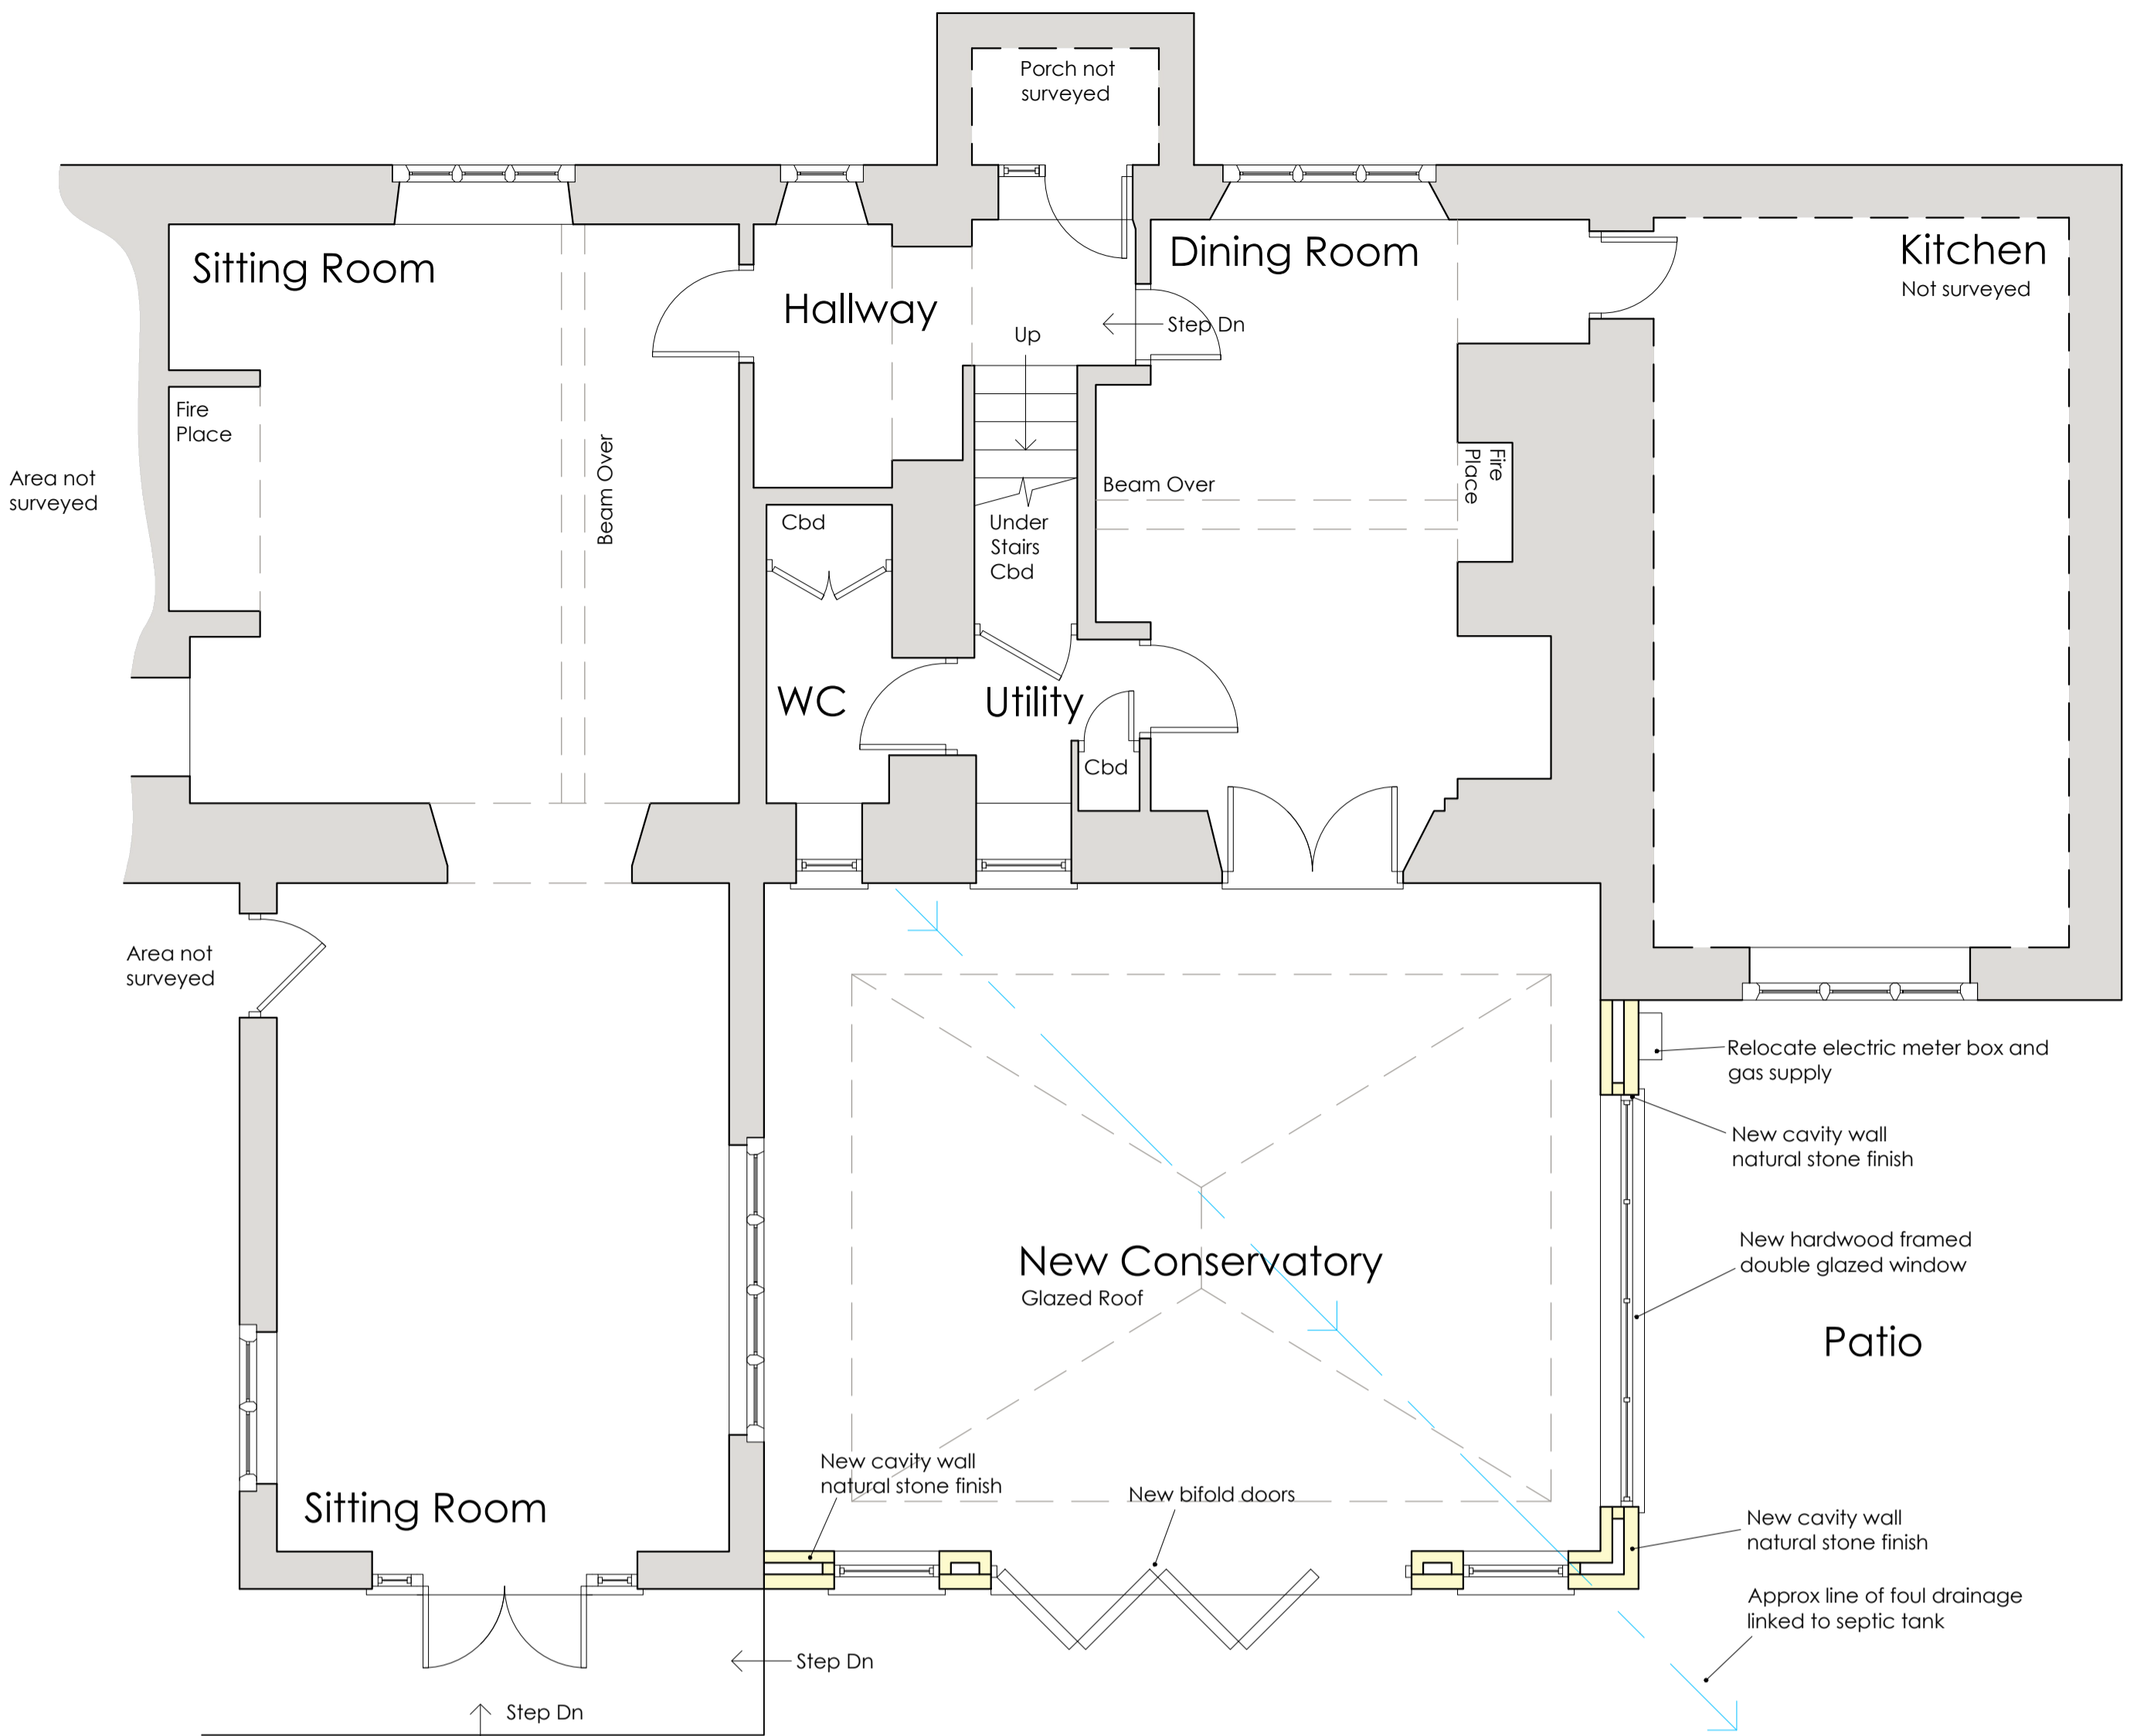 Porch not
surveyed
Sitting Room
Hallway
Dining Room
Kitchen
Not surveyed
Step Dn
Up
Fire
Place
Beam Over
Area not
surveyed
Beam Over
Fire
Place
Cbd
Under
Stairs
Cbd
WC
Utility
Cbd
Area not
surveyed
Relocate electric meter box and
gas supply
New cavity wall
natural stone finish
New hardwood framed
double glazed window
New Conservatory
Glazed Roof
Patio
New cavity wall
natural stone finish
New bifold doors
Sitting Room
New cavity wall
natural stone finish
Approx line of foul drainage
linked to septic tank
Step Dn
Step Dn